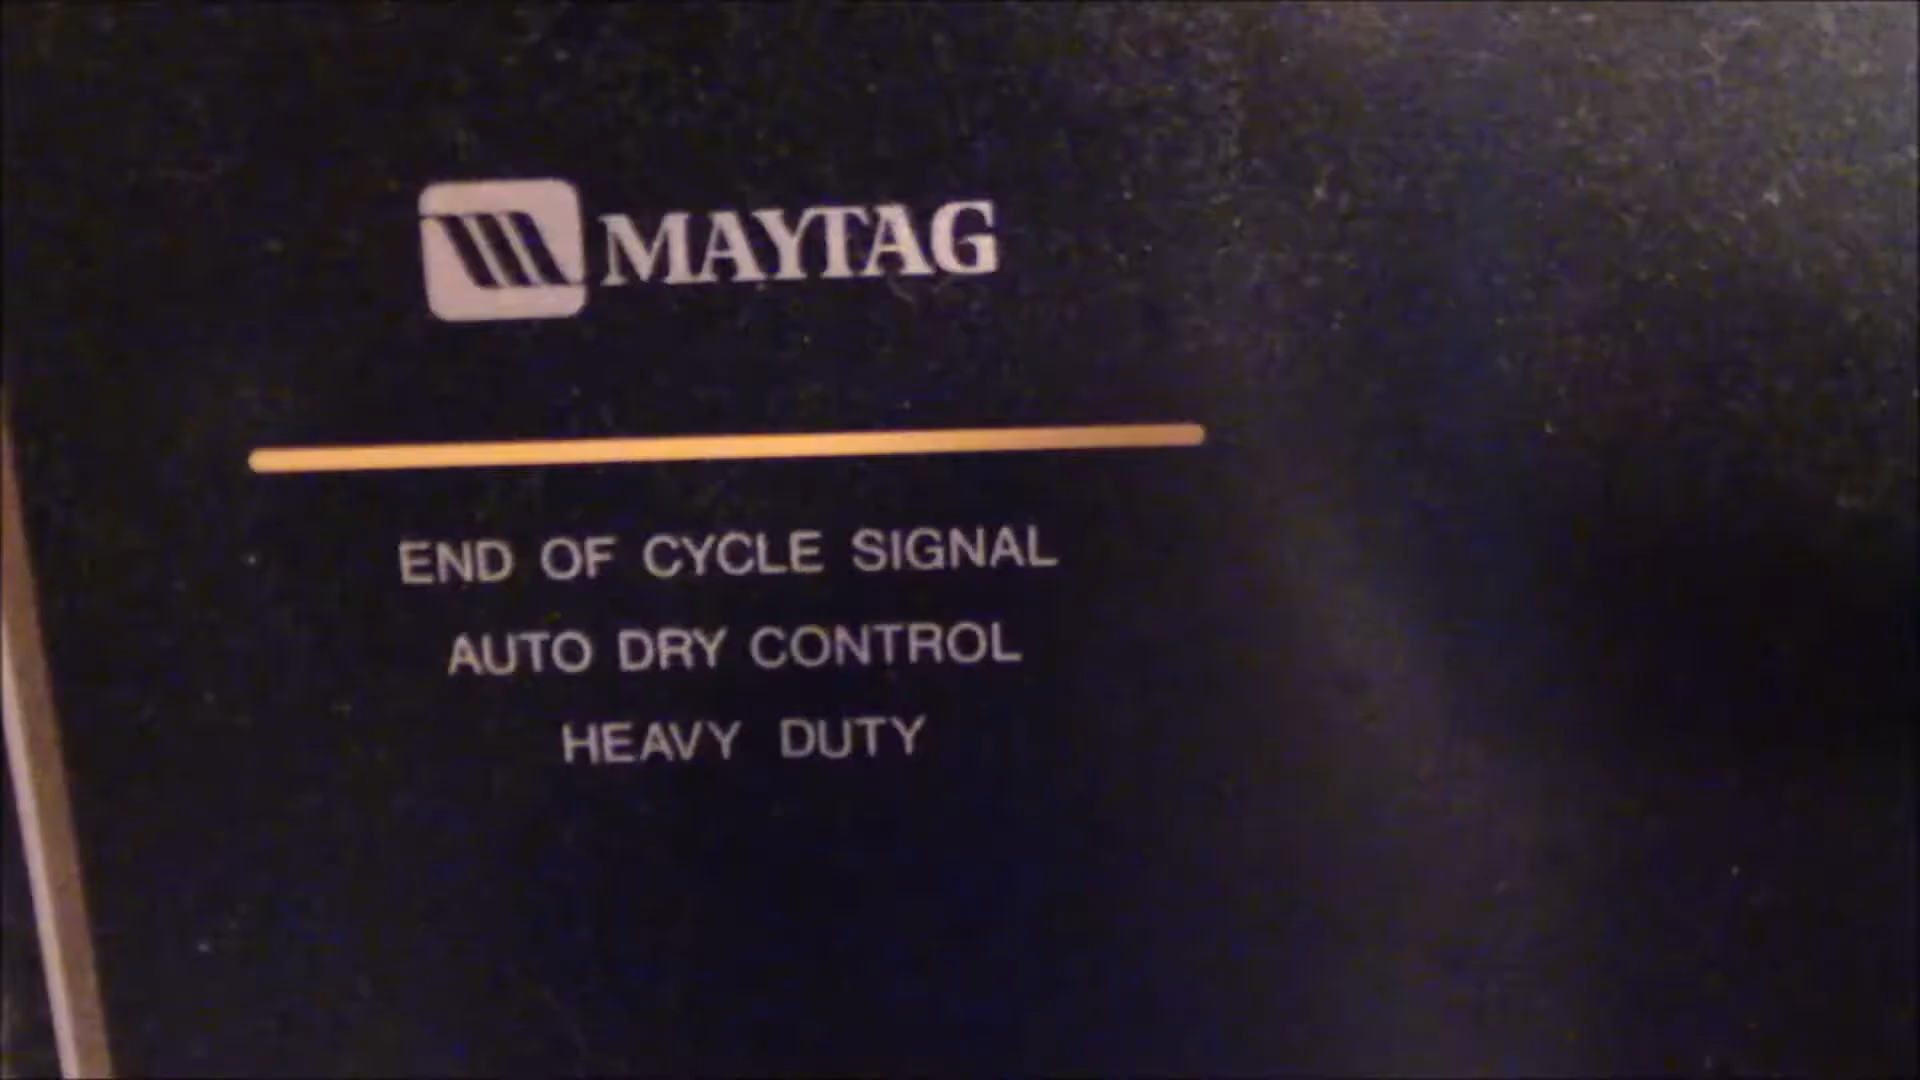 MAYTAG
END OF CYCLE SIGNAL
AUTO DRY CONTROL
HEAVY DUTY